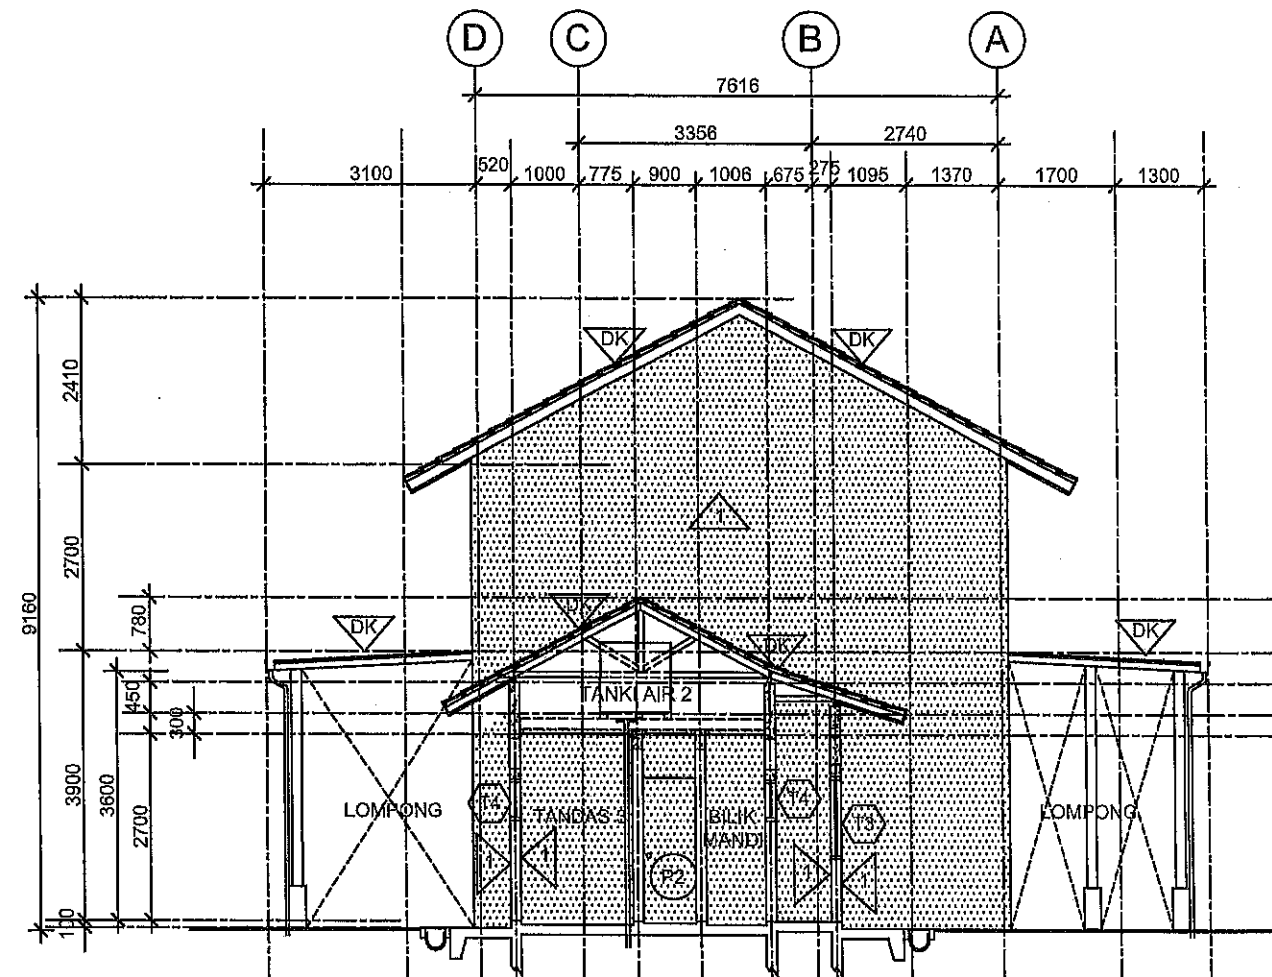 D
C
B
A
7616
3356
2740
3100
520
1000
775
900
1006
675
275
1095
1370
1700
1300
DK
DK
2410
1
2700
9160
780
DK
DK
DK
DK
450
300
TANKI AIR 2
3900
3600
2700
LOMPONG
T4
TANDAS 3
BILIK
MANDI
T4
T3
LOMPONG
1
1
P2
1
1
100